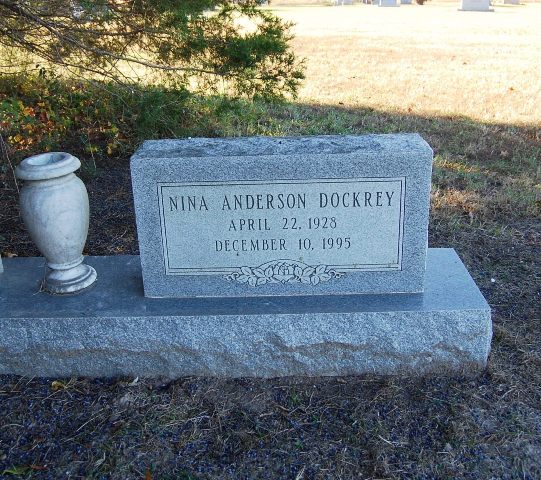 NINA ANDERSON DOCKREY
APRIL 22, 1928
DECEMBER 10, 1995